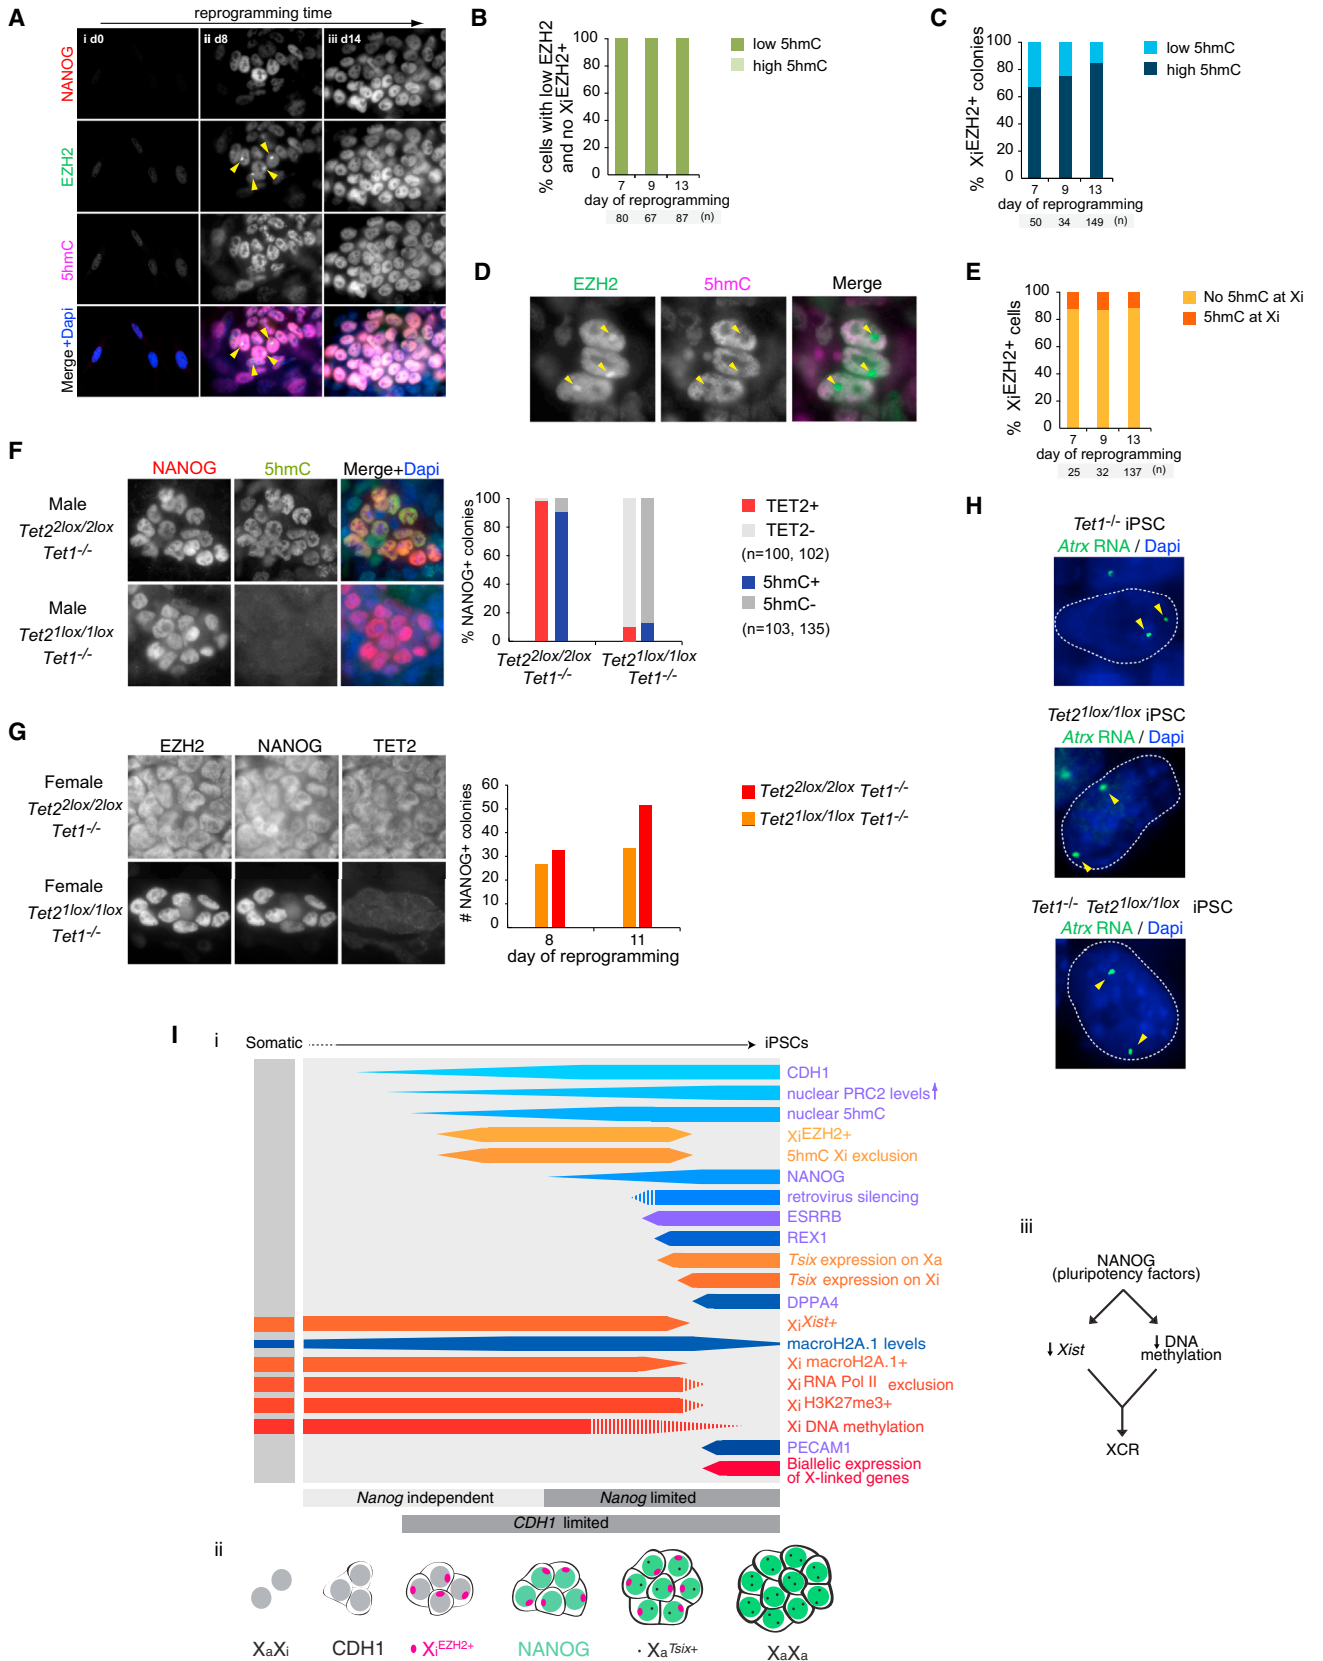 A
reprogramming time
i d0
ii d8
iii d14
NANOG
EZH2
5hmC
Merge+Dapi
B
% cells with low EZH2
and no XiEZH2+
100
80
60
40
20
0
7 9 13
day of reprogramming
80 67 87 (n)
low 5hmC
high 5hmC
C
% XiEZH2+ colonies
100
80
60
40
20
0
7 9 13
day of reprogramming
50 34 149 (n)
low 5hmC
high 5hmC
D
EZH2 5hmC Merge
E
% XiEZH2+ cells
100
80
60
40
20
0
7 9 13
day of reprogramming
25 32 137 (n)
No 5hmC at Xi
5hmC at Xi
F
NANOG 5hmC Merge+Dapi
Male
Tet22lox/2lox
Tet1-/-
Male
Tet21lox/1lox
Tet1-/-
% NANOG+ colonies
100
80
60
40
20
0
Tet22lox/2lox Tet21lox/1lox
Tet1-/- Tet1-/-
TET2+
TET2-
(n=100, 102)
5hmC+
5hmC-
(n=103, 135)
G
EZH2 NANOG TET2
Female
Tet22lox/2lox
Tet1-/-
Female
Tet21lox/1lox
Tet1-/-
# NANOG+ colonies
60
50
40
30
20
10
0
8 11
day of reprogramming
Tet22lox/2lox Tet1-/-
Tet21lox/1lox Tet1-/-
H
Tet1-/- iPSC
Atrx RNA / Dapi
Tet21lox/1lox iPSC
Atrx RNA / Dapi
Tet1-/- Tet21lox/1lox iPSC
Atrx RNA / Dapi
I
i
Somatic
iPSCs
CDH1
nuclear PRC2 levels
nuclear 5hmC
XiEZH2+
5hmC Xi exclusion
NANOG
retrovirus silencing
ESRRB
REX1
Tsix expression on Xa
Tsix expression on Xi
DPPA4
XiXist+
macroH2A.1 levels
Xi macroH2A.1+
Xi RNA Pol II exclusion
Xi H3K27me3+
Xi DNA methylation
PECAM1
Biallelic expression
of X-linked genes
Nanog independent
Nanog limited
CDH1 limited
ii
XaXi
CDH1
XiEZH2+
NANOG
· XaTsix+
XaXa
iii
NANOG
(pluripotency factors)
↓ Xist
↓ DNA
methylation
XCR